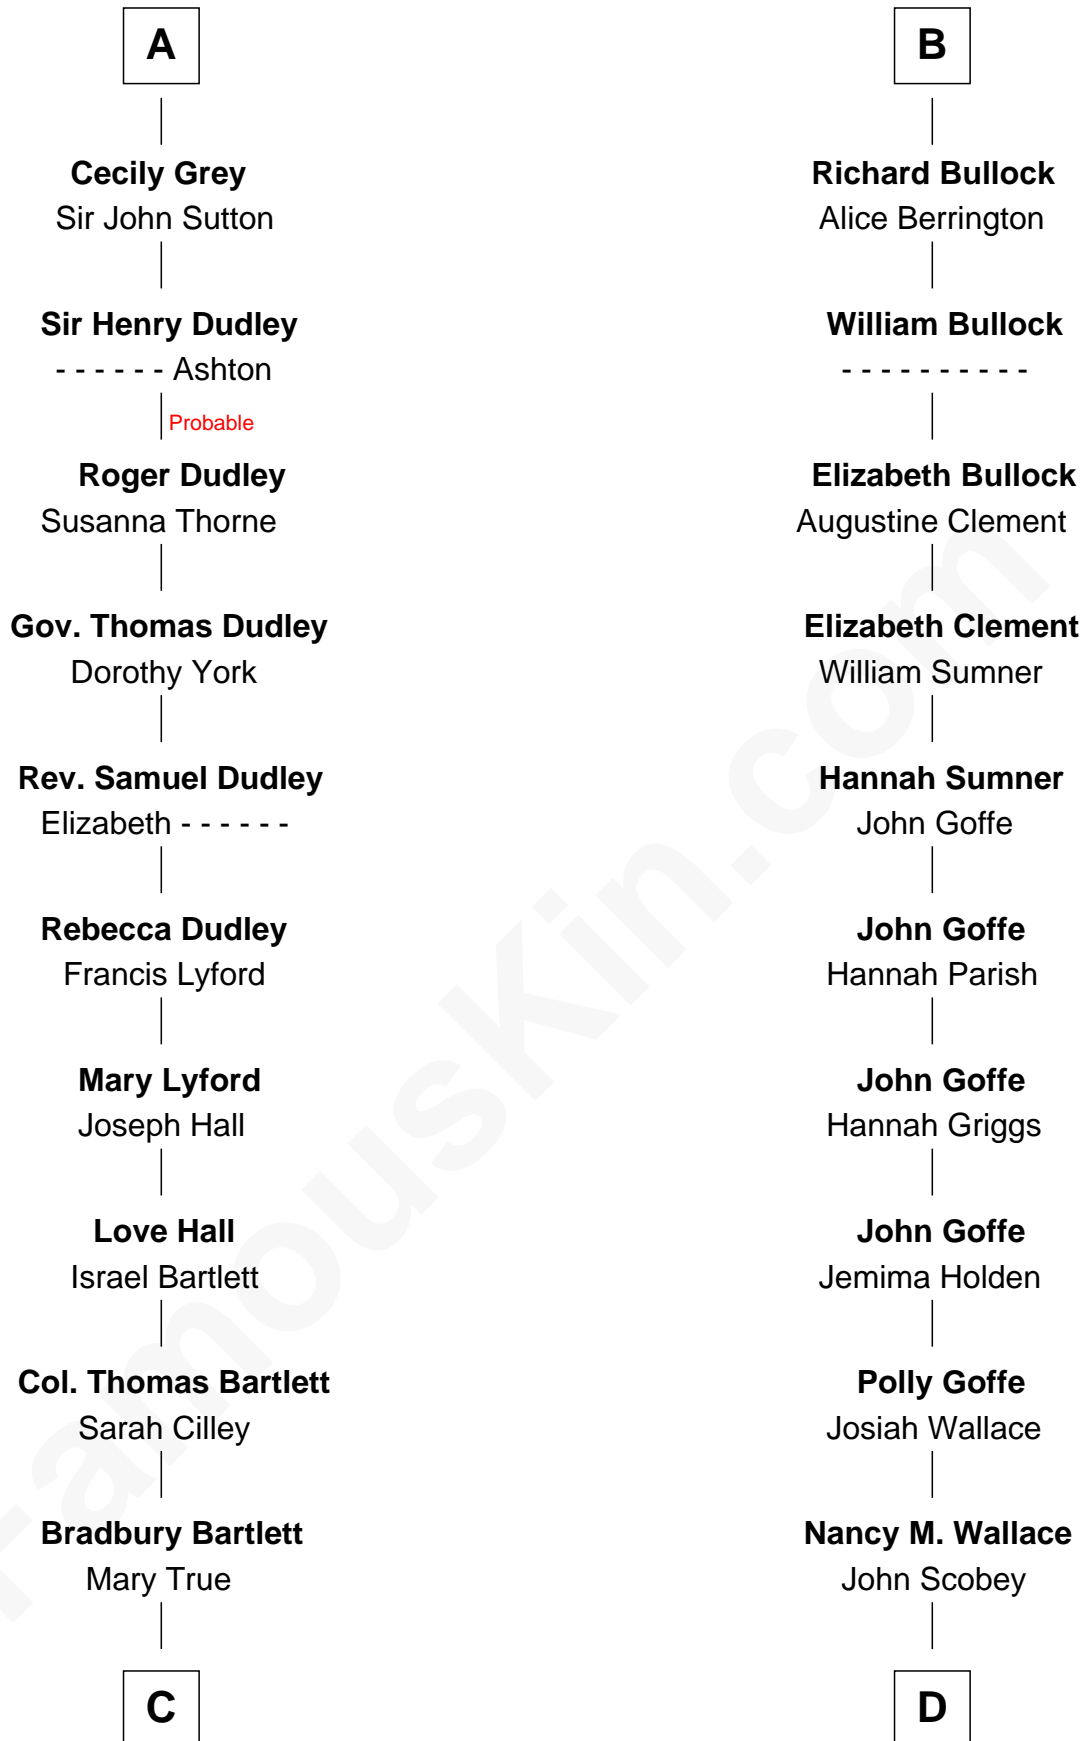 A
Cecily Grey
Sir John Sutton
Sir Henry Dudley
- - - - - - Ashton
Probable
Roger Dudley
Susanna Thorne
Gov. Thomas Dudley
Dorothy York
Rev. Samuel Dudley
Elizabeth - - - - - -
Rebecca Dudley
Francis Lyford
Mary Lyford
Joseph Hall
Love Hall
Israel Bartlett
Col. Thomas Bartlett
Sarah Cilley
Bradbury Bartlett
Mary True
C
B
Richard Bullock
Alice Berrington
William Bullock
- - - - - - - - - -
Elizabeth Bullock
Augustine Clement
Elizabeth Clement
William Sumner
Hannah Sumner
John Goffe
John Goffe
Hannah Parish
John Goffe
Hannah Griggs
John Goffe
Jemima Holden
Polly Goffe
Josiah Wallace
Nancy M. Wallace
John Scobey
D
FamousKin.com